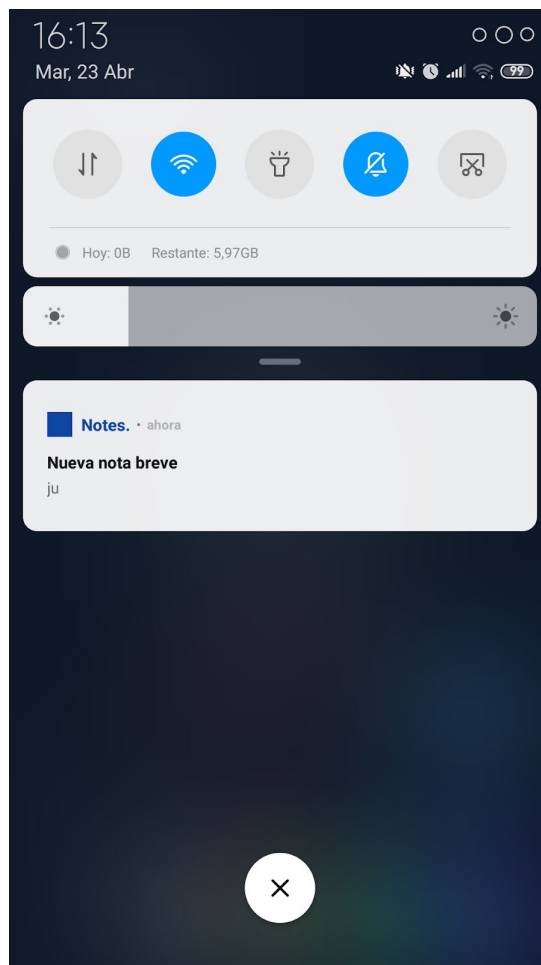 16:13
Mar, 23 Abr
99
Hoy: 0B Restante: 5,97GB
Notes. • ahora
Nueva nota breve
ju